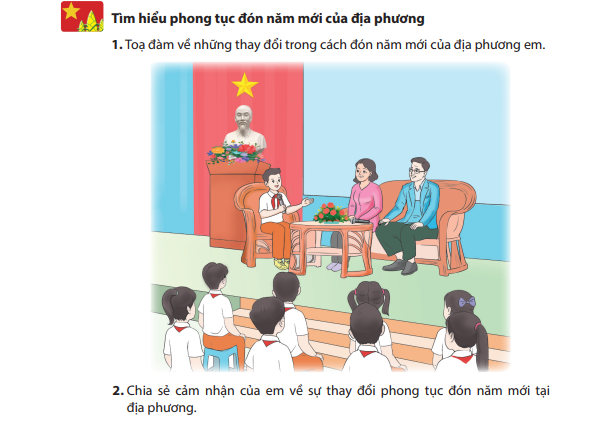 Tìm hiểu phong tục đón năm mới của địa phương
1. Toạ đàm về những thay đổi trong cách đón năm mới của địa phương em.
2. Chia sẻ cảm nhận của em về sự thay đổi phong tục đón năm mới tại
địa phương.